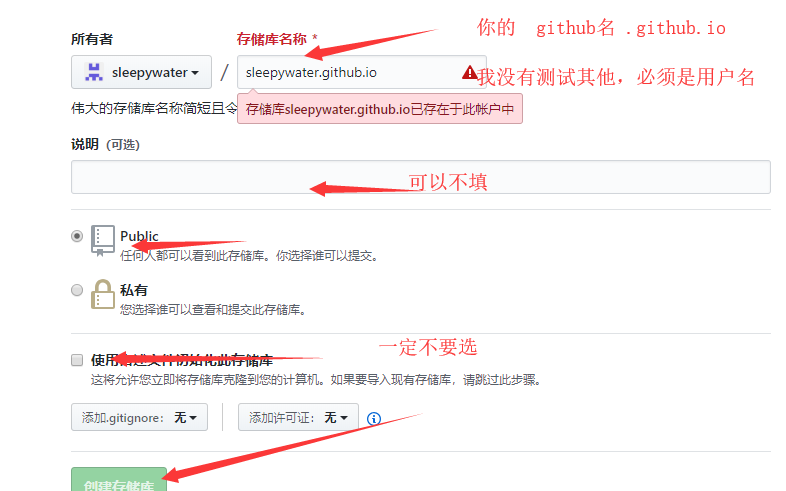 你的 github名 .github.io
所有者 存储库名称 *
sleepywater / sleepywater.github.io
我没有测试其他，必须是用户名
伟大的存储库名称简短且令
存储库sleepywater.github.io已存在于此帐户中
说明 (可选)
可以不填
Public
任何人都可以看到此存储库。你选择谁可以提交。
私有
您选择谁可以查看和提交此存储库。
一定不要选
使用 初始化此存储库
这将允许您立即将存储库克隆到您的计算机。如果要导入现有存储库，请跳过此步骤。
添加.gitignore： 无 添加许可证： 无
创建存储库